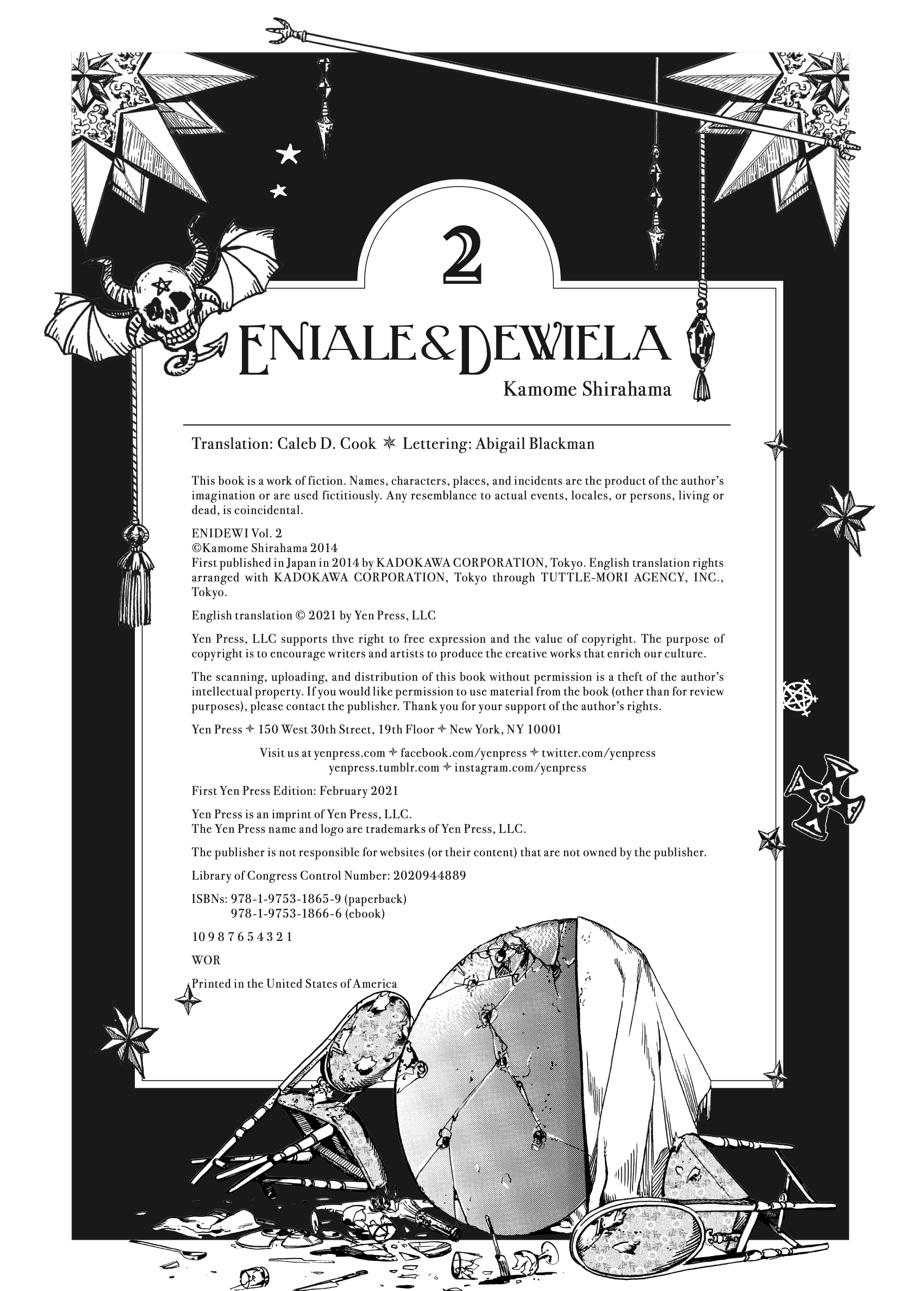 2
ENIALE & DEWIELA
Kamome Shirahama
Translation: Caleb D. Cook ✴ Lettering: Abigail Blackman
This book is a work of fiction. Names, characters, places, and incidents are the product of the author's
imagination or are used fictitiously. Any resemblance to actual events, locales, or persons, living or
dead, is coincidental.
ENIDEWI Vol. 2
©Kamome Shirahama 2014
First published in Japan in 2014 by KADOKAWA CORPORATION, Tokyo. English translation rights
arranged with KADOKAWA CORPORATION, Tokyo through TUTTLE-MORI AGENCY, INC.,
Tokyo.
English translation © 2021 by Yen Press, LLC
Yen Press, LLC supports thve right to free expression and the value of copyright. The purpose of
copyright is to encourage writers and artists to produce the creative works that enrich our culture.
The scanning, uploading, and distribution of this book without permission is a theft of the author's
intellectual property. If you would like permission to use material from the book (other than for review
purposes), please contact the publisher. Thank you for your support of the author's rights.
Yen Press ✦ 150 West 30th Street, 19th Floor ✦ New York, NY 10001
Visit us at yenpress.com ✦ facebook.com/yenpress ✦ twitter.com/yenpress
yenpress.tumblr.com ✦ instagram.com/yenpress
First Yen Press Edition: February 2021
Yen Press is an imprint of Yen Press, LLC.
The Yen Press name and logo are trademarks of Yen Press, LLC.
The publisher is not responsible for websites (or their content) that are not owned by the publisher.
Library of Congress Control Number: 2020944889
ISBNs: 978-1-9753-1865-9 (paperback)
978-1-9753-1866-6 (ebook)
10 9 8 7 6 5 4 3 2 1
WOR
Printed in the United States of America